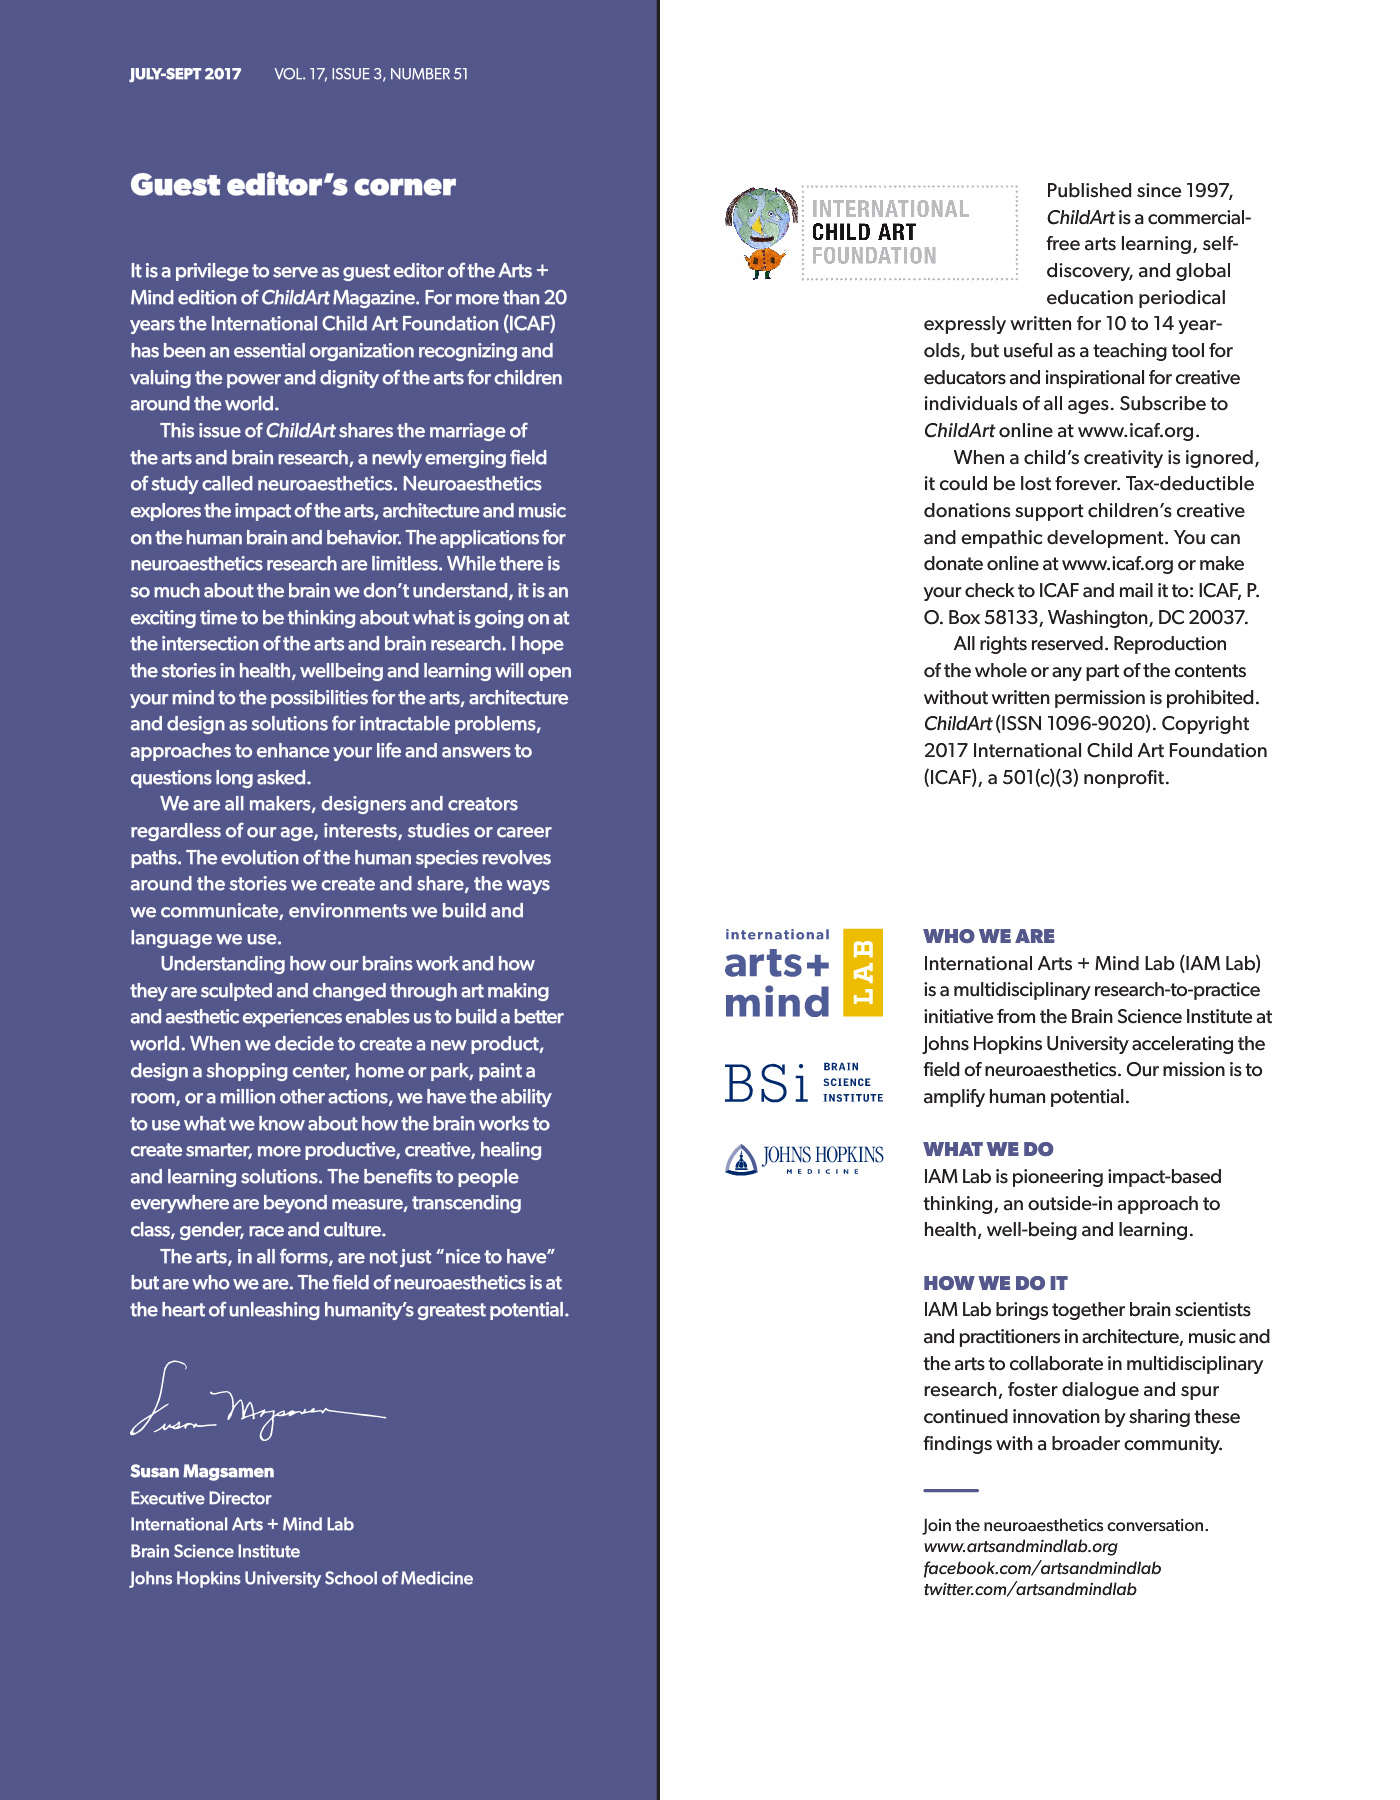 JULY-SEPT 2017 VOL. 17, ISSUE 3, NUMBER 51
Guest editor’s corner
It is a privilege to serve as guest editor of the Arts +
Mind edition of ChildArt Magazine. For more than 20
years the International Child Art Foundation (ICAF)
has been an essential organization recognizing and
valuing the power and dignity of the arts for children
around the world.
This issue of ChildArt shares the marriage of
the arts and brain research, a newly emerging field
of study called neuroaesthetics. Neuroaesthetics
explores the impact of the arts, architecture and music
on the human brain and behavior. The applications for
neuroaesthetics research are limitless. While there is
so much about the brain we don’t understand, it is an
exciting time to be thinking about what is going on at
the intersection of the arts and brain research. I hope
the stories in health, wellbeing and learning will open
your mind to the possibilities for the arts, architecture
and design as solutions for intractable problems,
approaches to enhance your life and answers to
questions long asked.
We are all makers, designers and creators
regardless of our age, interests, studies or career
paths. The evolution of the human species revolves
around the stories we create and share, the ways
we communicate, environments we build and
language we use.
Understanding how our brains work and how
they are sculpted and changed through art making
and aesthetic experiences enables us to build a better
world. When we decide to create a new product,
design a shopping center, home or park, paint a
room, or a million other actions, we have the ability
to use what we know about how the brain works to
create smarter, more productive, creative, healing
and learning solutions. The benefits to people
everywhere are beyond measure, transcending
class, gender, race and culture.
The arts, in all forms, are not just “nice to have”
but are who we are. The field of neuroaesthetics is at
the heart of unleashing humanity’s greatest potential.
Susan Magsamen
Susan Magsamen
Executive Director
International Arts + Mind Lab
Brain Science Institute
Johns Hopkins University School of Medicine
INTERNATIONAL
CHILD ART
FOUNDATION
Published since 1997,
ChildArt is a commercial-
free arts learning, self-
discovery, and global
education periodical
expressly written for 10 to 14 year-
olds, but useful as a teaching tool for
educators and inspirational for creative
individuals of all ages. Subscribe to
ChildArt online at www.icaf.org.
When a child’s creativity is ignored,
it could be lost forever. Tax-deductible
donations support children’s creative
and empathic development. You can
donate online at www.icaf.org or make
your check to ICAF and mail it to: ICAF, P.
O. Box 58133, Washington, DC 20037.
All rights reserved. Reproduction
of the whole or any part of the contents
without written permission is prohibited.
ChildArt (ISSN 1096-9020). Copyright
2017 International Child Art Foundation
(ICAF), a 501(c)(3) nonprofit.
international
arts+
mind
LAB
BSi
BRAIN
SCIENCE
INSTITUTE
JOHNS HOPKINS
MEDICINE
WHO WE ARE
International Arts + Mind Lab (IAM Lab)
is a multidisciplinary research-to-practice
initiative from the Brain Science Institute at
Johns Hopkins University accelerating the
field of neuroaesthetics. Our mission is to
amplify human potential.
WHAT WE DO
IAM Lab is pioneering impact-based
thinking, an outside-in approach to
health, well-being and learning.
HOW WE DO IT
IAM Lab brings together brain scientists
and practitioners in architecture, music and
the arts to collaborate in multidisciplinary
research, foster dialogue and spur
continued innovation by sharing these
findings with a broader community.
Join the neuroaesthetics conversation.
www.artsandmindlab.org
facebook.com/artsandmindlab
twitter.com/artsandmindlab